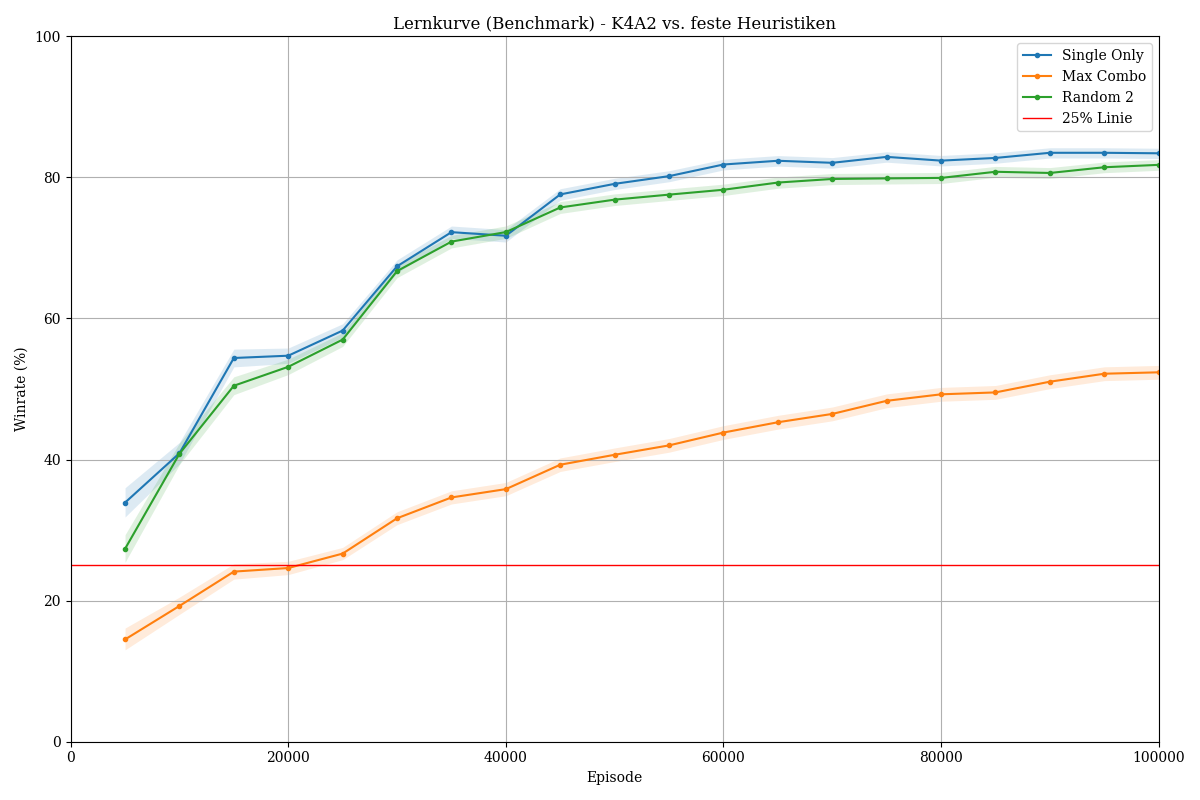 Lernkurve (Benchmark) - K4A2 vs. feste Heuristiken
100
80
60
40
20
0
Winrate (%)
Single Only
Max Combo
Random 2
25% Linie
0 20000 40000 60000 80000 100000
Episode